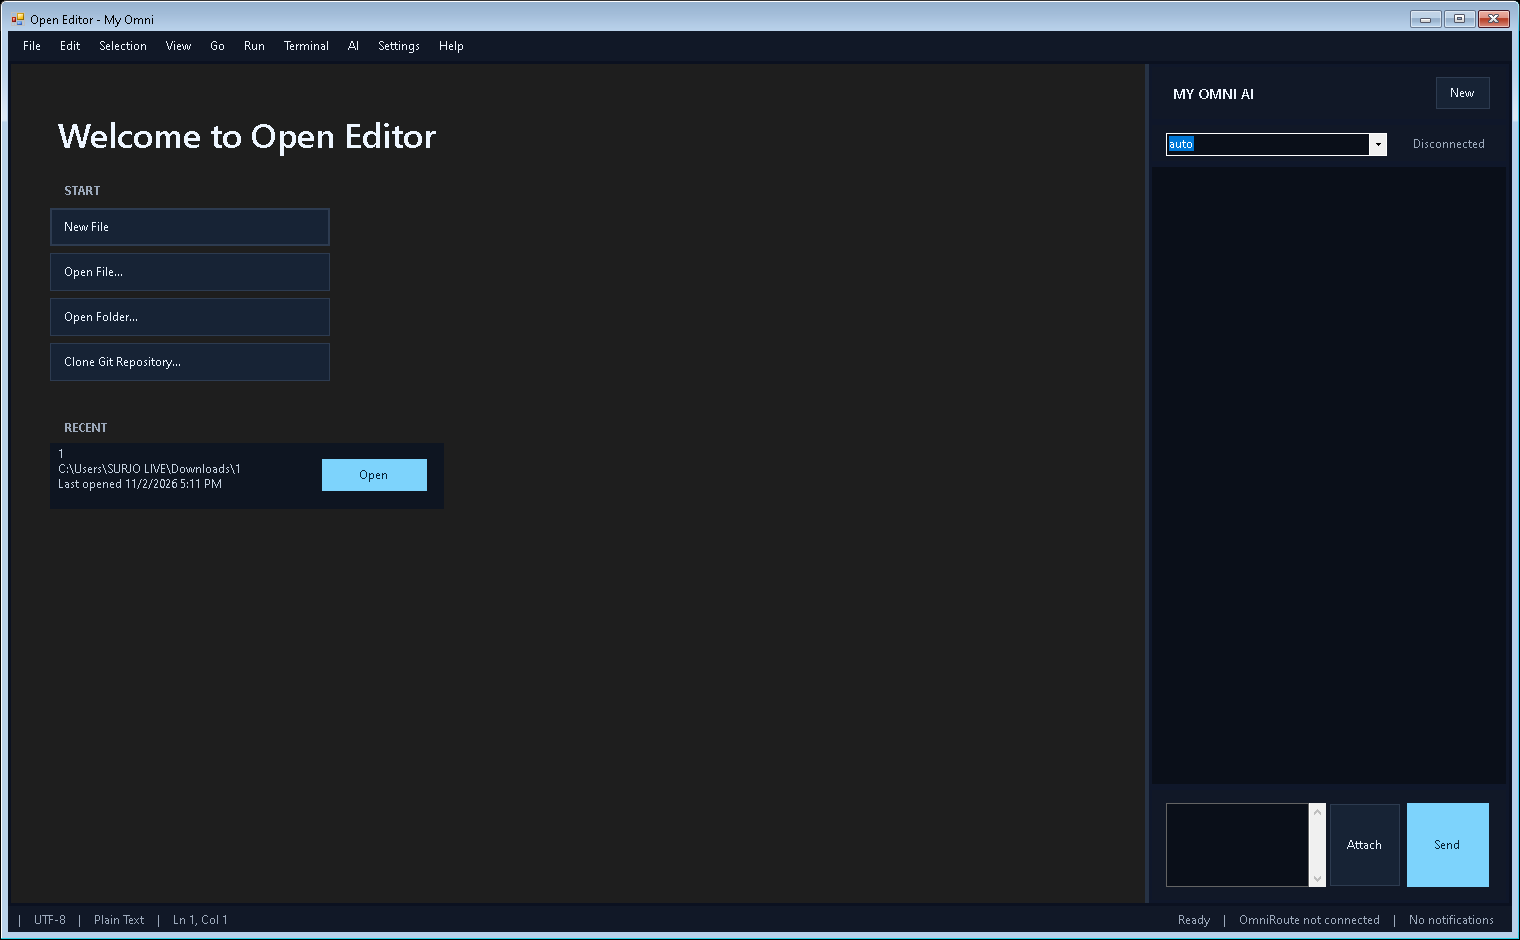 Open Editor - My Omni
File Edit Selection View Go Run Terminal AI Settings Help
Welcome to Open Editor
START
New File
Open File...
Open Folder...
Clone Git Repository...
RECENT
1
C:\Users\SURJO LIVE\Downloads\1
Last opened 11/2/2026 5:11 PM
Open
MY OMNI AI
New
auto
Disconnected
Attach
Send
| UTF-8 | Plain Text | Ln 1, Col 1
Ready | OmniRoute not connected | No notifications